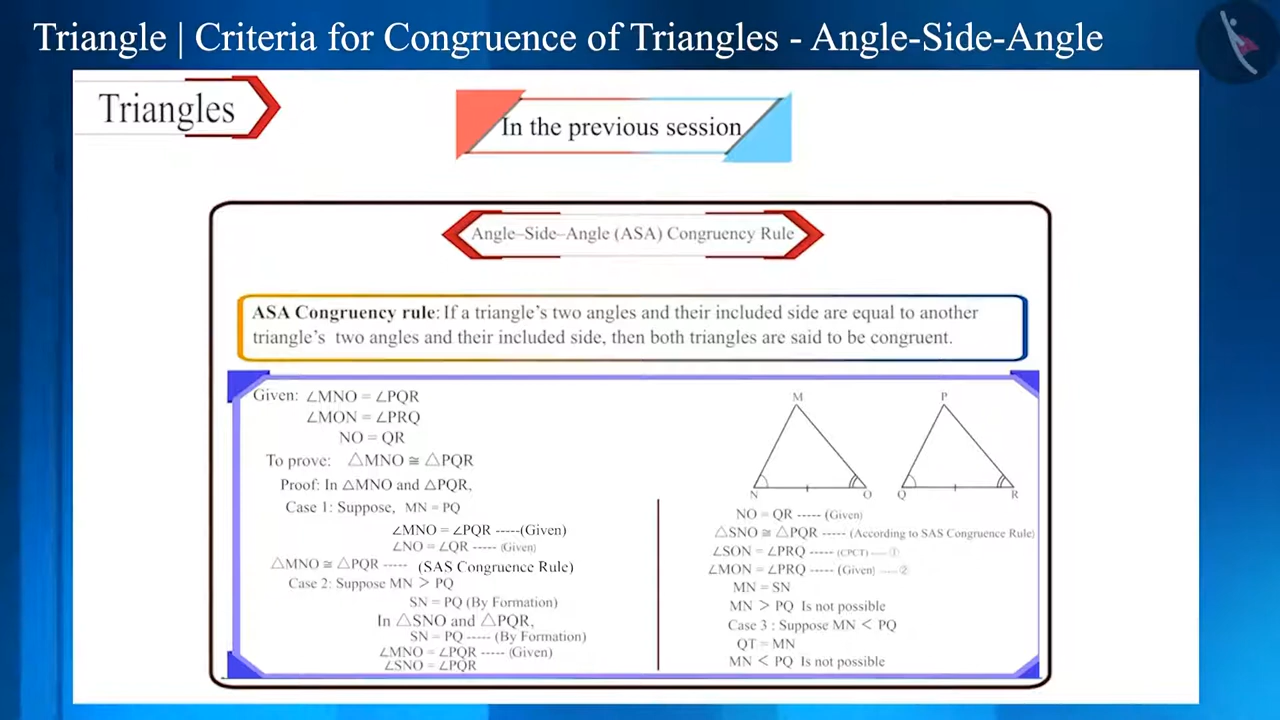 Triangle | Criteria for Congruence of Triangles - Angle-Side-Angle
Triangles
In the previous session
Angle–Side–Angle (ASA) Congruency Rule
ASA Congruency rule: If a triangle’s two angles and their included side are equal to another
triangle’s two angles and their included side, then both triangles are said to be congruent.
Given: ∠MNO = ∠PQR
∠MON = ∠PRQ
NO = QR
To prove: △MNO ≅ △PQR
Proof: In △MNO and △PQR,
Case 1: Suppose, MN = PQ
∠MNO = ∠PQR -----(Given)
∠NO = ∠QR ----- (Given)
△MNO ≅ △PQR ----- (SAS Congruence Rule)
Case 2: Suppose MN > PQ
SN = PQ (By Formation)
In △SNO and △PQR,
SN = PQ ----- (By Formation)
∠MNO = ∠PQR ----- (Given)
∠SNO = ∠PQR
M
P
N
O
Q
R
NO = QR ----- (Given)
△SNO ≅ △PQR ----- (According to SAS Congruence Rule)
∠SON = ∠PRQ ----- (CPCT) ----- ①
∠MON = ∠PRQ ----- (Given) ----- ②
MN = SN
MN > PQ Is not possible
Case 3 : Suppose MN < PQ
QT = MN
MN < PQ Is not possible